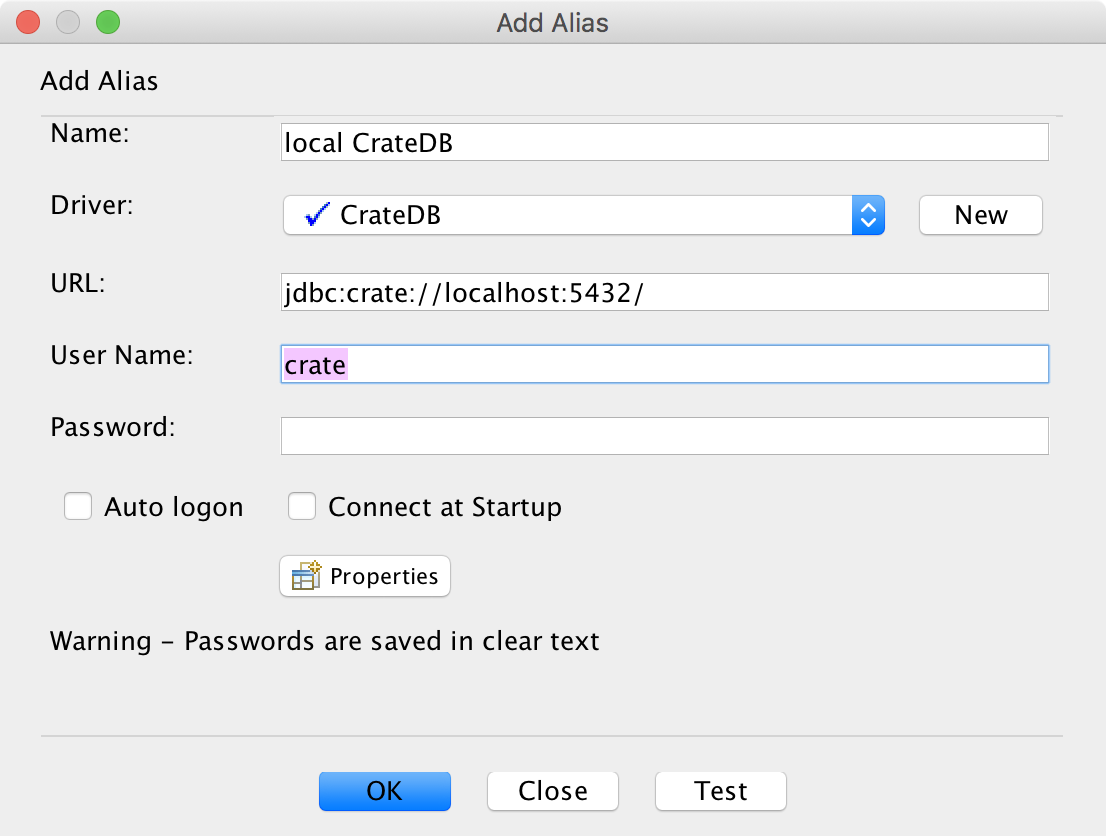 Add Alias
Add Alias
Name: local CrateDB
Driver: CrateDB New
URL: jdbc:crate://localhost:5432/
User Name: crate
Password:
Auto logon Connect at Startup
Properties
Warning – Passwords are saved in clear text
OK Close Test